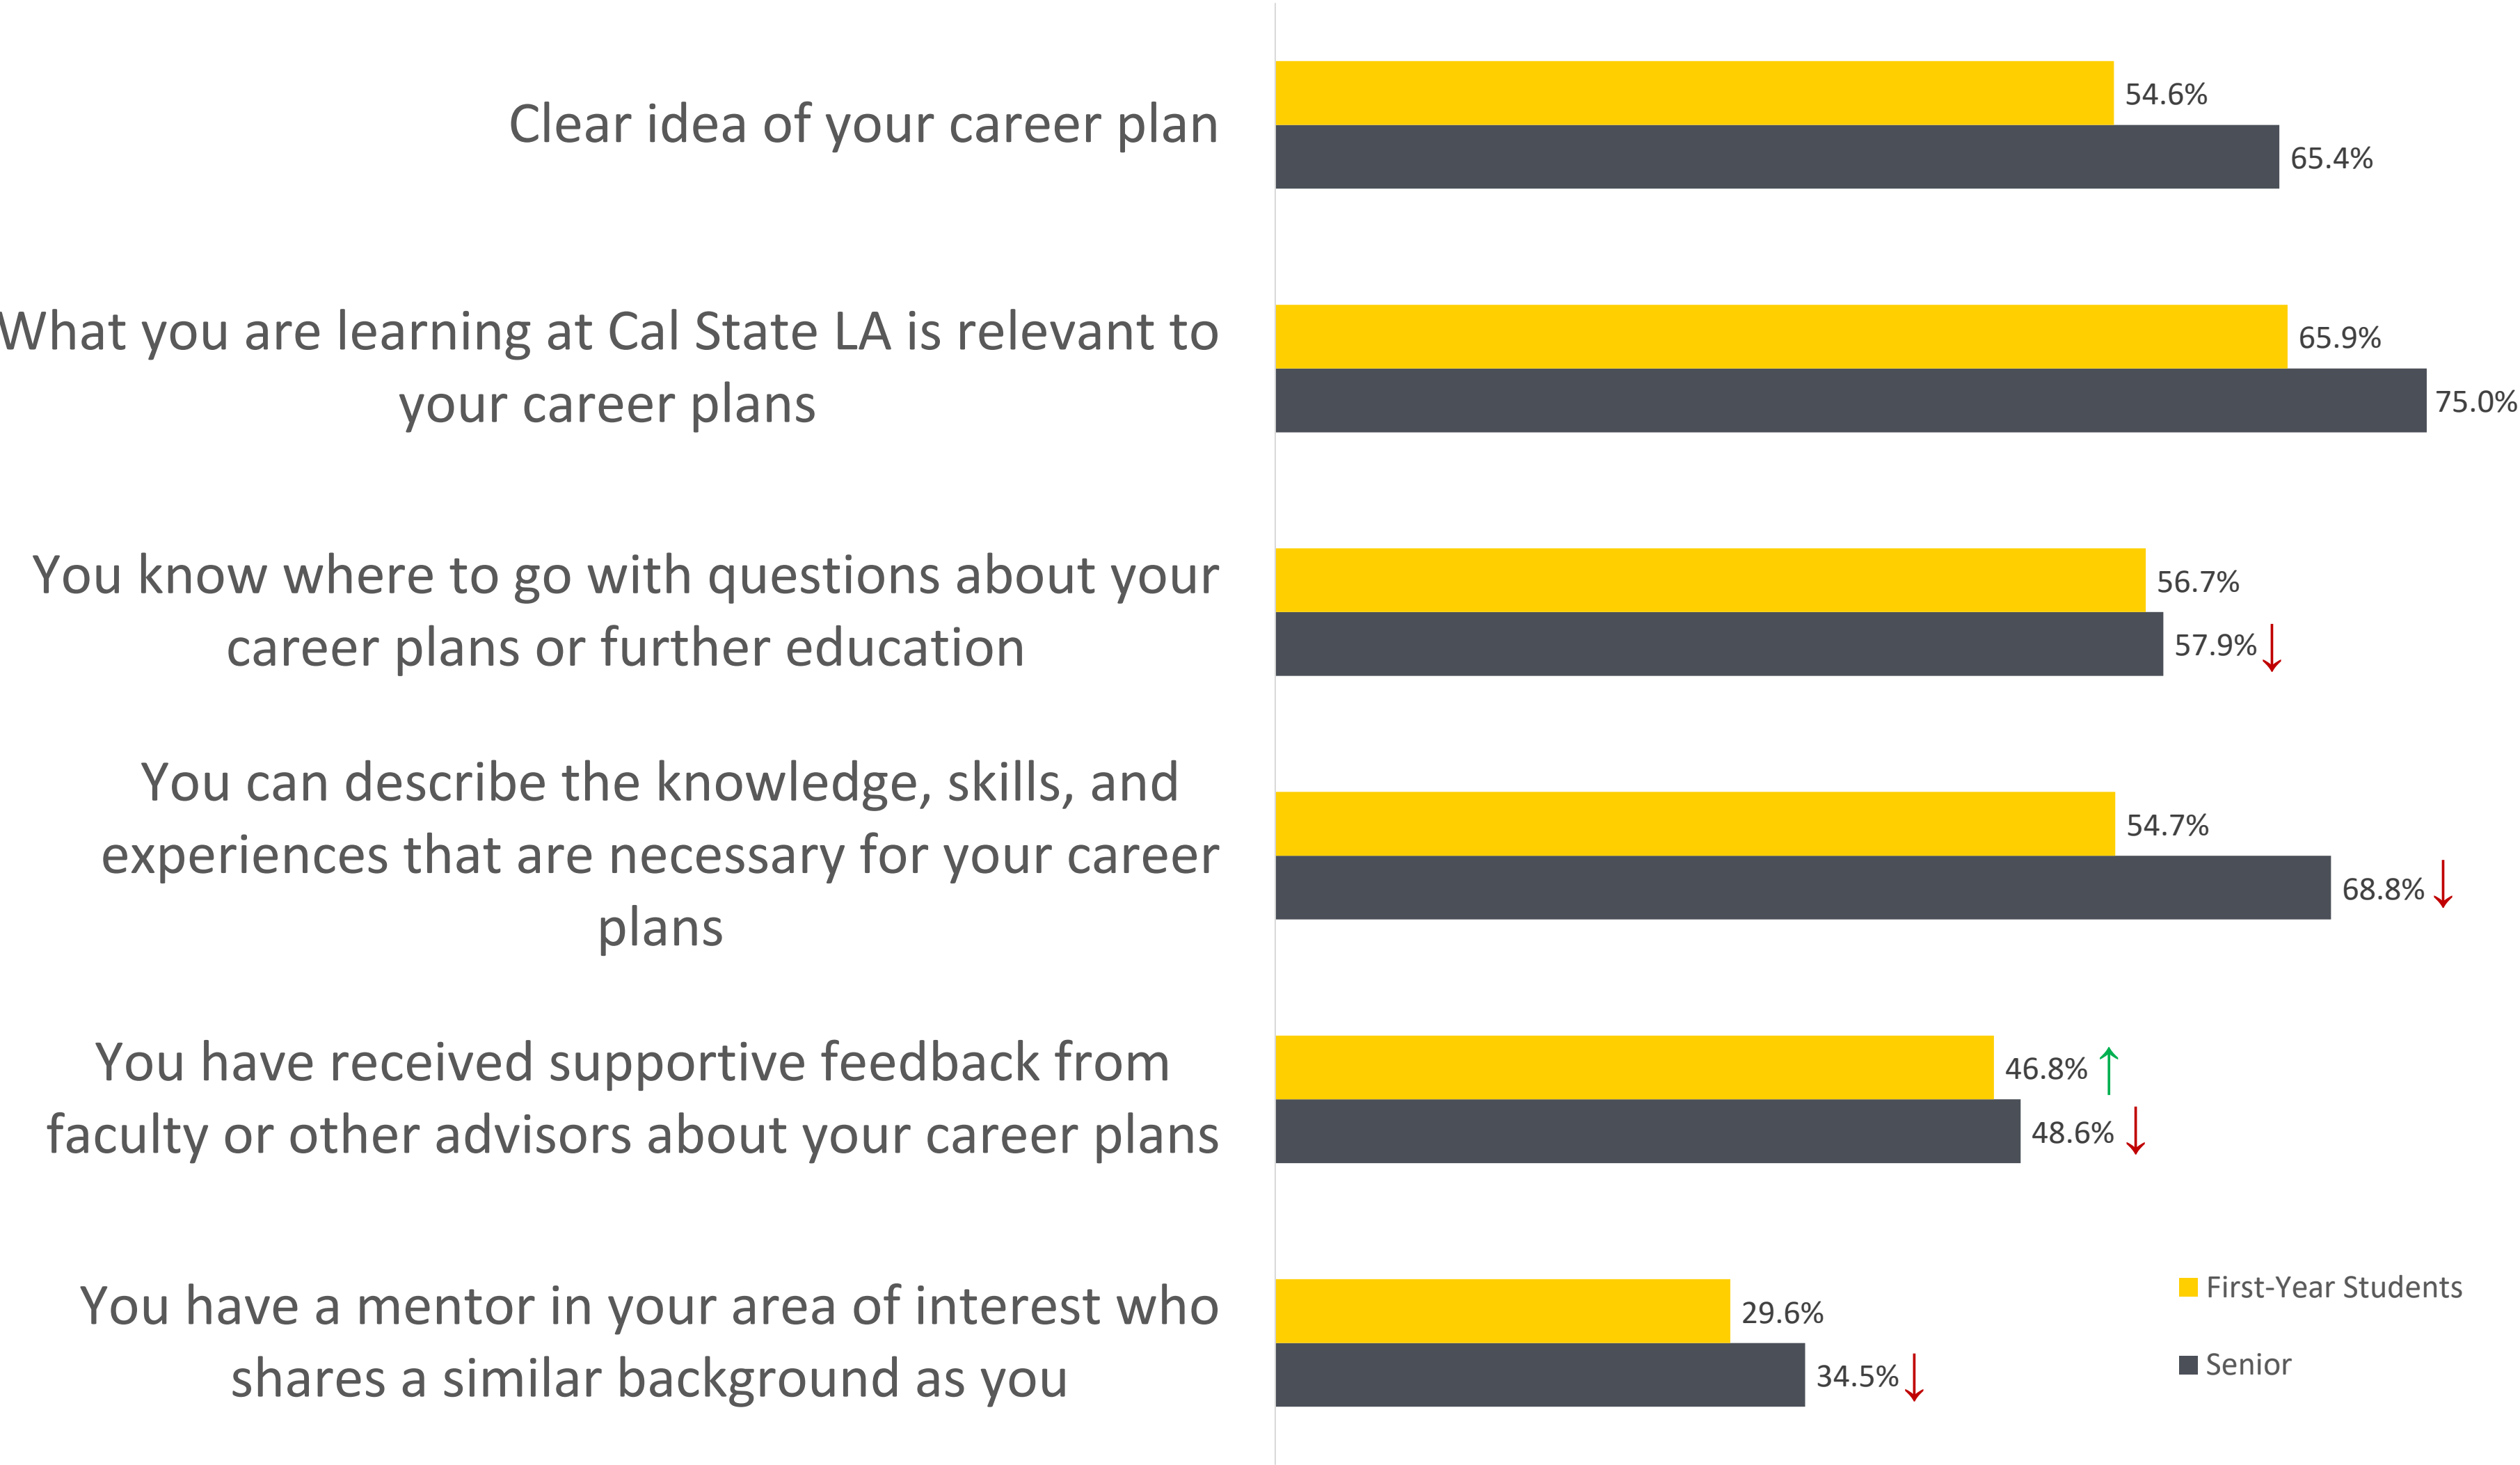 Clear idea of your career plan
54.6%
65.4%
What you are learning at Cal State LA is relevant to
your career plans
65.9%
75.0%
You know where to go with questions about your
career plans or further education
56.7%
57.9%↓
You can describe the knowledge, skills, and
experiences that are necessary for your career
plans
54.7%
68.8%↓
You have received supportive feedback from
faculty or other advisors about your career plans
46.8% ↑
48.6% ↓
You have a mentor in your area of interest who
shares a similar background as you
29.6%
34.5%↓
First-Year Students
Senior